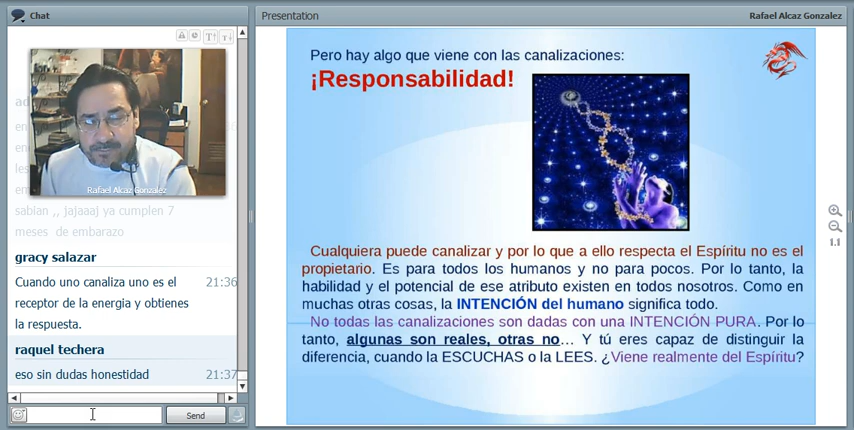 Chat
Presentation
Rafael Alcaz Gonzalez
Rafael Alcaz Gonzalez
sabian ,, jajaaaj ya cumplen 7
meses de embarazo
gracy salazar
Cuando uno canaliza uno es el 21:36
receptor de la energia y obtienes
la respuesta.
raquel techera
eso sin dudas honestidad 21:37
Send
Pero hay algo que viene con las canalizaciones:
¡Responsabilidad!
Cualquiera puede canalizar y por lo que a ello respecta el Espíritu no es el
propietario. Es para todos los humanos y no para pocos. Por lo tanto, la
habilidad y el potencial de ese atributo existen en todos nosotros. Como en
muchas otras cosas, la INTENCIÓN del humano significa todo.
No todas las canalizaciones son dadas con una INTENCIÓN PURA. Por lo
tanto, algunas son reales, otras no… Y tú eres capaz de distinguir la
diferencia, cuando la ESCUCHAS o la LEES. ¿Viene realmente del Espíritu?
1.1